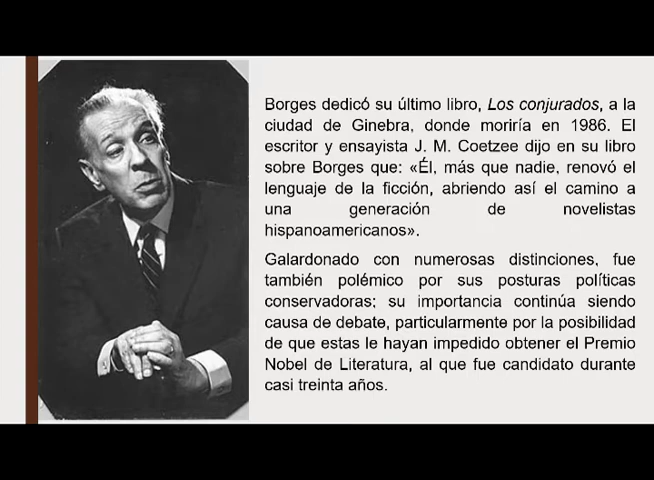 Borges dedicó su último libro, Los conjurados, a la
ciudad de Ginebra, donde moriría en 1986. El
escritor y ensayista J. M. Coetzee dijo en su libro
sobre Borges que: «Él, más que nadie, renovó el
lenguaje de la ficción, abriendo así el camino a
una generación de novelistas
hispanoamericanos».
Galardonado con numerosas distinciones, fue
también polémico por sus posturas políticas
conservadoras; su importancia continúa siendo
causa de debate, particularmente por la posibilidad
de que estas le hayan impedido obtener el Premio
Nobel de Literatura, al que fue candidato durante
casi treinta años.